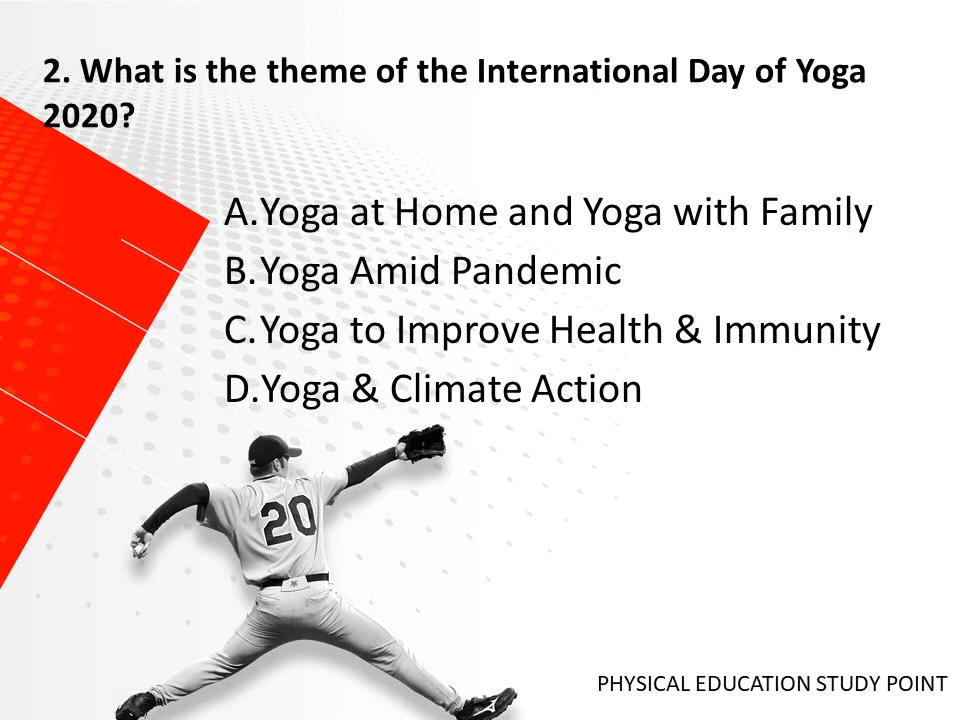 2. What is the theme of the International Day of Yoga
2020?
A.Yoga at Home and Yoga with Family
B.Yoga Amid Pandemic
C.Yoga to Improve Health & Immunity
D.Yoga & Climate Action
20
PHYSICAL EDUCATION STUDY POINT